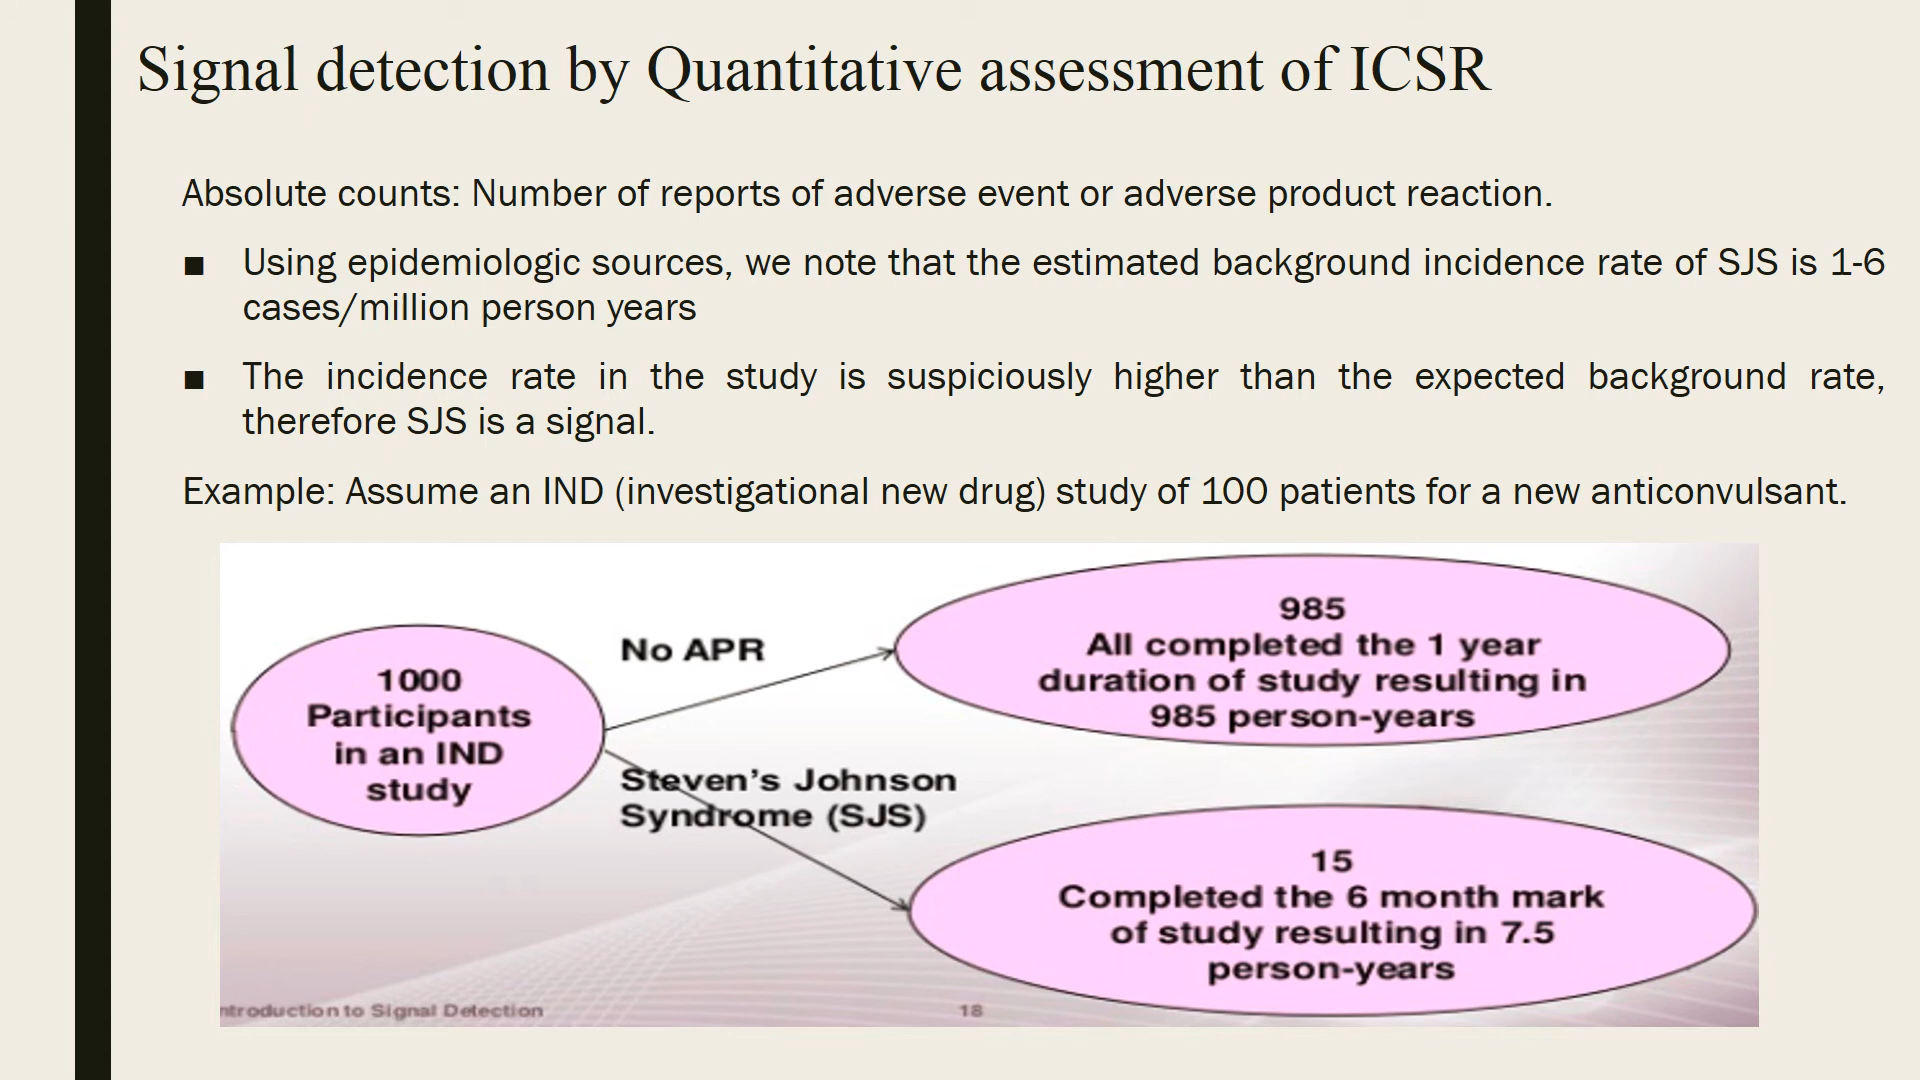 Signal detection by Quantitative assessment of ICSR
Absolute counts: Number of reports of adverse event or adverse product reaction.
■ Using epidemiologic sources, we note that the estimated background incidence rate of SJS is 1-6
cases/million person years
■ The incidence rate in the study is suspiciously higher than the expected background rate,
therefore SJS is a signal.
Example: Assume an IND (investigational new drug) study of 100 patients for a new anticonvulsant.
1000
Participants
in an IND
study
No APR
985
All completed the 1 year
duration of study resulting in
985 person-years
Steven's Johnson
Syndrome (SJS)
15
Completed the 6 month mark
of study resulting in 7.5
person-years
ntroduction to Signal Detection
18